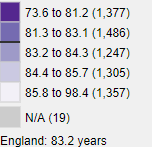 73.6 to 81.2 (1,377)
81.3 to 83.1 (1,486)
83.2 to 84.3 (1,247)
84.4 to 85.7 (1,305)
85.8 to 98.4 (1,357)
N/A (19)
England: 83.2 years